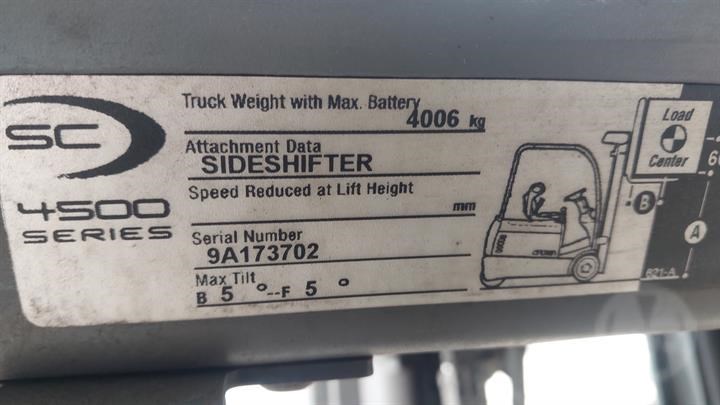 SC
4500
SERIES
Truck Weight with Max. Battery
4006 kg
Attachment Data
SIDESHIFTER
Speed Reduced at Lift Height
mm
Serial Number
9A173702
Max Tilt
B 5 ° -- F 5 °
Load
Center
B
A
CROWN